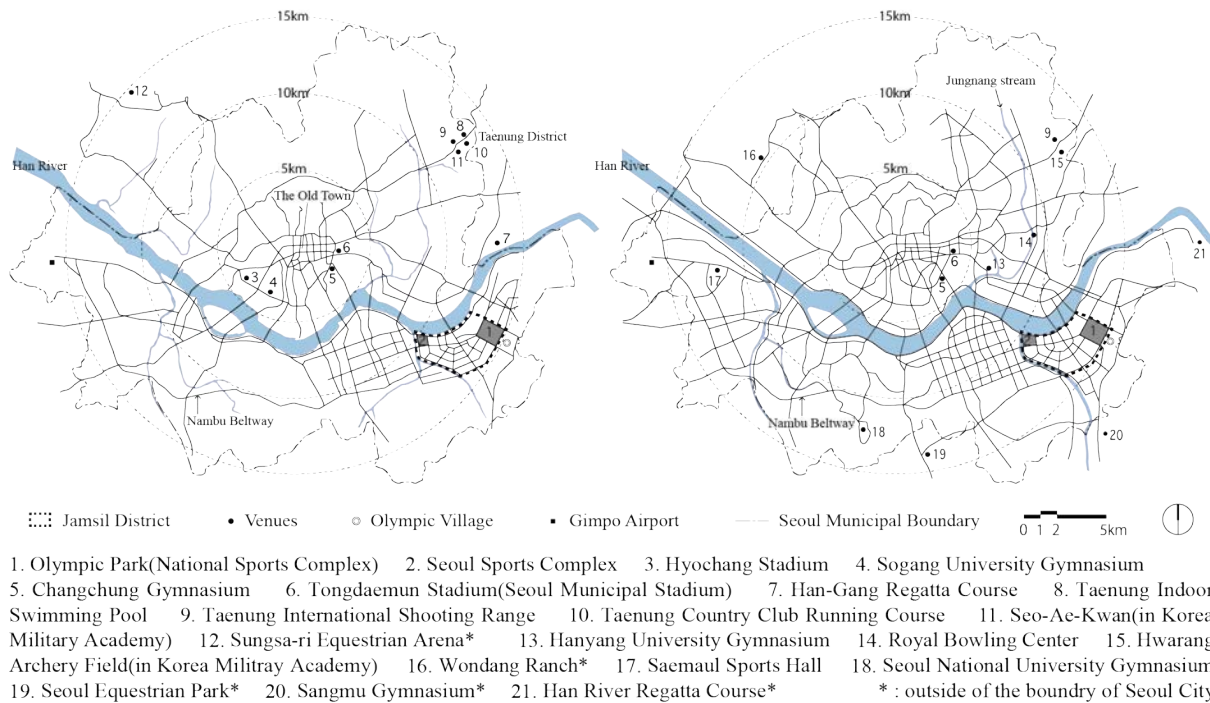 15km
12
10km
9 8
Taenung District
10
11
Han River
5km
The Old Town
7
6
3
5
4
1
2
Nambu Beltway
15km
Jungnang stream
10km
9
16
15
Han River
5km
14
6
21
13
17
5
1
2
Nambu Beltway
18
20
19
Jamsil District Venues Olympic Village Gimpo Airport Seoul Municipal Boundary 0 1 2 5km
1. Olympic Park(National Sports Complex) 2. Seoul Sports Complex 3. Hyochang Stadium 4. Sogang University Gymnasium
5. Changchung Gymnasium 6. Tongdaemun Stadium(Seoul Municipal Stadium) 7. Han-Gang Regatta Course 8. Taenung Indoor
Swimming Pool 9. Taenung International Shooting Range 10. Taenung Country Club Running Course 11. Seo-Ae-Kwan(in Korea
Military Academy) 12. Sungsa-ri Equestrian Arena* 13. Hanyang University Gymnasium 14. Royal Bowling Center 15. Hwarang
Archery Field(in Korea Militray Academy) 16. Wondang Ranch* 17. Saemaul Sports Hall 18. Seoul National University Gymnasium
19. Seoul Equestrian Park* 20. Sangmu Gymnasium* 21. Han River Regatta Course* * : outside of the boundry of Seoul City